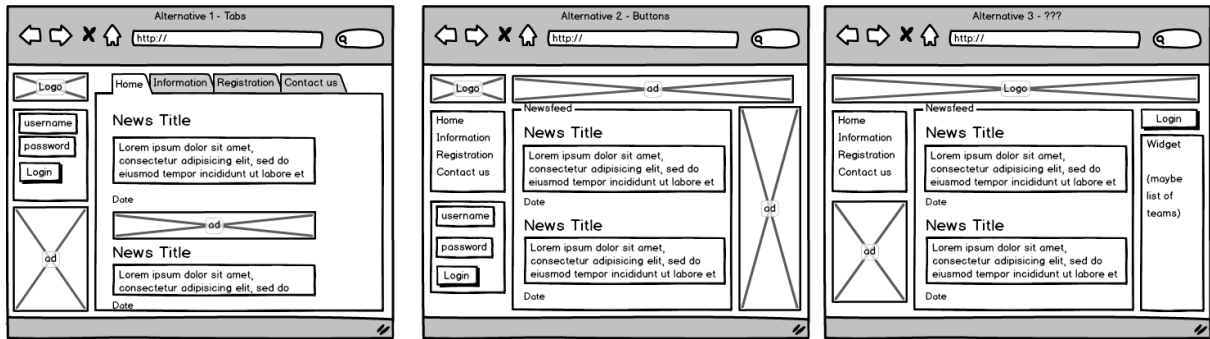 Alternative 1 - Tabs
http://
Logo
username
password
Login
ad
Home
Information
Registration
Contact us
News Title
Lorem ipsum dolor sit amet,
consectetur adipisicing elit, sed do
eiusmod tempor incididunt ut labore et
Date
ad
News Title
Lorem ipsum dolor sit amet,
consectetur adipisicing elit, sed do
Date
Alternative 2 - Buttons
http://
Logo
ad
Home
Information
Registration
Contact us
username
password
Login
Newsfeed
News Title
Lorem ipsum dolor sit amet,
consectetur adipisicing elit, sed do
eiusmod tempor incididunt ut labore et
Date
News Title
Lorem ipsum dolor sit amet,
consectetur adipisicing elit, sed do
eiusmod tempor incididunt ut labore et
Date
ad
Alternative 3 - ???
http://
Logo
Home
Information
Registration
Contact us
ad
Newsfeed
News Title
Lorem ipsum dolor sit amet,
consectetur adipisicing elit, sed do
eiusmod tempor incididunt ut labore et
Date
News Title
Lorem ipsum dolor sit amet,
consectetur adipisicing elit, sed do
eiusmod tempor incididunt ut labore et
Date
Login
Widget
(maybe
list of
teams)